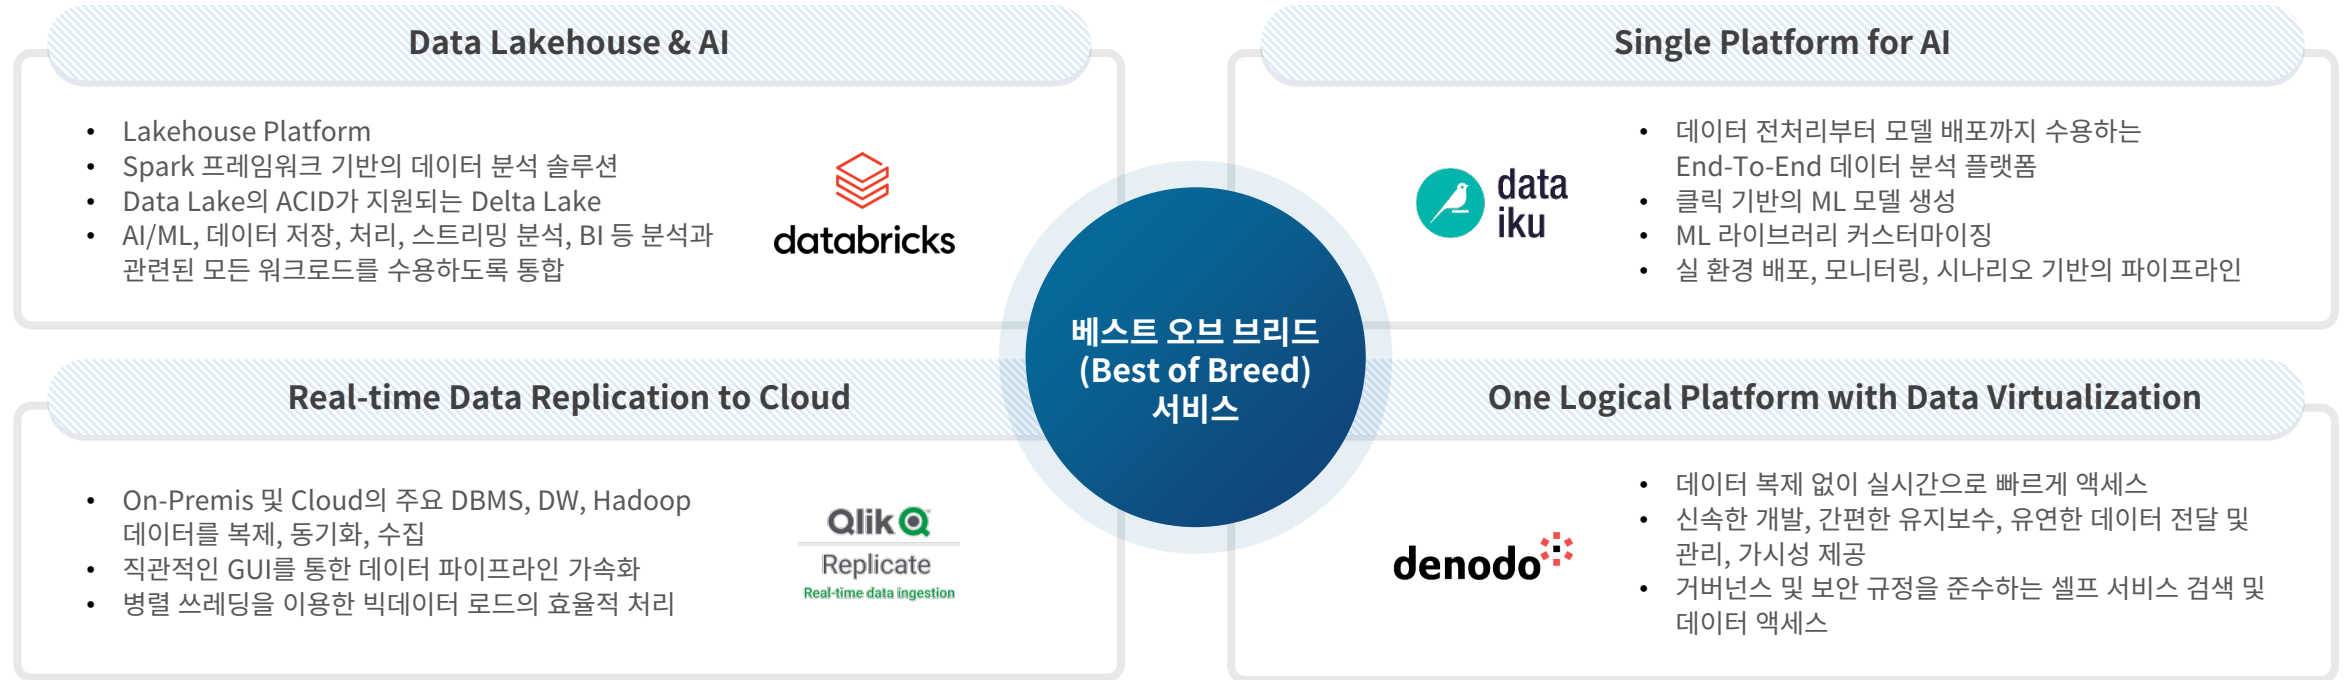 Data Lakehouse & AI
• Lakehouse Platform
• Spark 프레임워크 기반의 데이터 분석 솔루션
• Data Lake의 ACID가 지원되는 Delta Lake
• AI/ML, 데이터 저장, 처리, 스트리밍 분석, BI 등 분석과
관련된 모든 워크로드를 수용하도록 통합
databricks
Single Platform for AI
data
iku
• 데이터 전처리부터 모델 배포까지 수용하는
End-To-End 데이터 분석 플랫폼
• 클릭 기반의 ML 모델 생성
• ML 라이브러리 커스터마이징
• 실 환경 배포, 모니터링, 시나리오 기반의 파이프라인
베스트 오브 브리드
(Best of Breed)
서비스
Real-time Data Replication to Cloud
• On-Premis 및 Cloud의 주요 DBMS, DW, Hadoop
데이터를 복제, 동기화, 수집
• 직관적인 GUI를 통한 데이터 파이프라인 가속화
• 병렬 쓰레딩을 이용한 빅데이터 로드의 효율적 처리
Qlik
Replicate
Real-time data ingestion
One Logical Platform with Data Virtualization
denodo
• 데이터 복제 없이 실시간으로 빠르게 액세스
• 신속한 개발, 간편한 유지보수, 유연한 데이터 전달 및
관리, 가시성 제공
• 거버넌스 및 보안 규정을 준수하는 셀프 서비스 검색 및
데이터 액세스